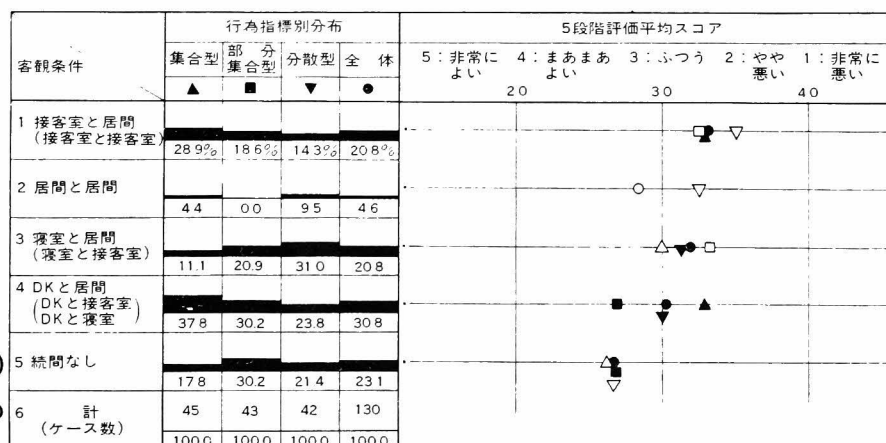 行為指標別分布
5段階評価平均スコア
客観条件
集合型 部分集合型 分散型 全体
▲ ■ ▼ ●
5：非常によい 4：まあまあよい 3：ふつう 2：やや悪い 1：非常に悪い
2.0 3.0 4.0
1 接客室と居間
(接客室と接客室)
28.9% 18.6% 14.3% 20.8%
2 居間と居間
4.4 0.0 9.5 4.6
3 寝室と居間
(寝室と接客室)
11.1 20.9 31.0 20.8
4 DKと居間
(DKと接客室
DKと寝室)
37.8 30.2 23.8 30.8
5 続間なし
17.8 30.2 21.4 23.1
6 計
(ケース数)
45 43 42 130
100.0 100.0 100.0 100.0